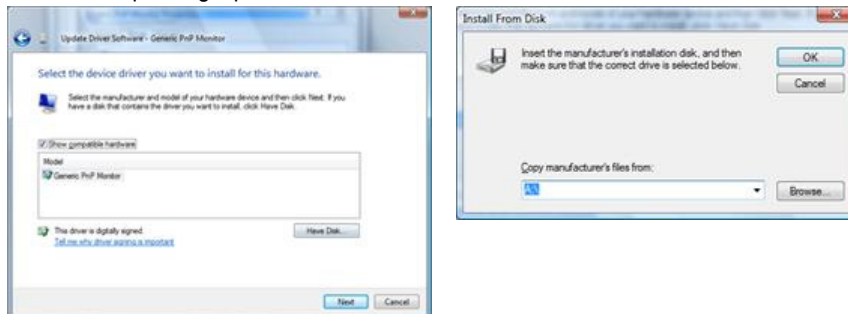 Update Driver Software - Generic PnP Monitor
Select the device driver you want to install for this hardware.
Select the manufacturer and model of your hardware device and then click Next. If you
have a disk that contains the driver you want to install, click Have Disk.
Show compatible hardware
Model
Generic PnP Monitor
This driver is digitally signed.
Tell me why driver signing is important
Have Disk...
Next
Cancel
Install From Disk
Insert the manufacturer's installation disk, and then
make sure that the correct drive is selected below.
OK
Cancel
Copy manufacturer's files from:
A:\
Browse...